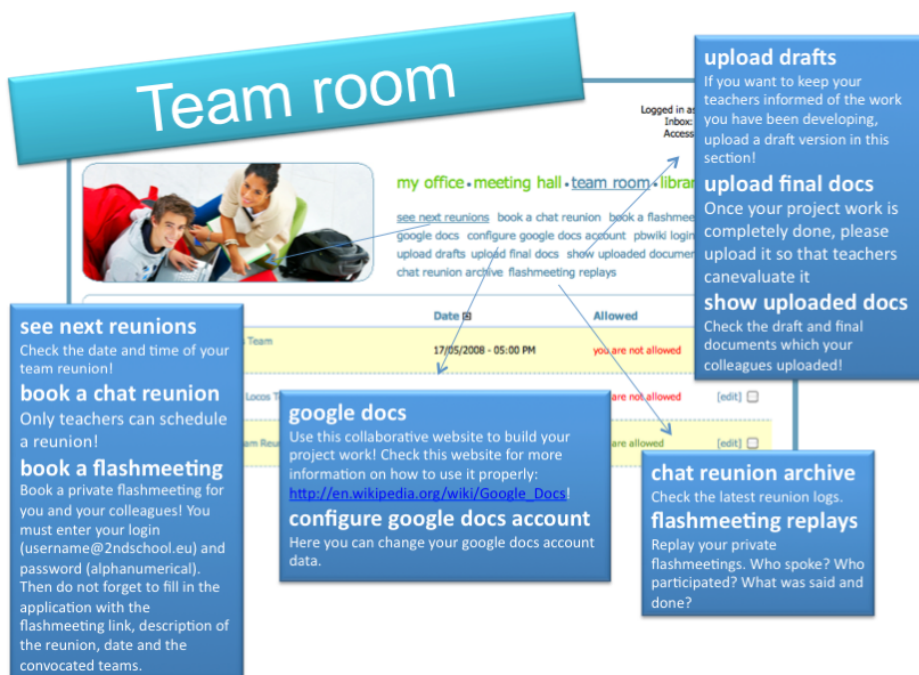 Team room
Logged in as
Inbox:
Access
my office • meeting hall • team room •
see next reunions book a chat reunion book a
google docs configure google docs account pbwiki login
upload drafts upload final docs show uploaded
chat reunion archive flashmeeting replays
Date Allowed
Team
17/05/2008 - 05:00 PM you are not allowed
Locos are not allowed [edit]
are allowed [edit]
upload drafts
If you want to keep your
teachers informed of the work
you have been developing,
upload a draft version in this
section!
upload final docs
Once your project work is
completely done, please
upload it so that teachers
canevaluate it
show uploaded docs
Check the draft and final
documents which your
colleagues uploaded!
see next reunions
Check the date and time of your
team reunion!
book a chat reunion
Only teachers can schedule
a reunion!
book a flashmeeting
Book a private flashmeeting for
you and your colleagues! You
must enter your login
(username@2ndschool.eu) and
password (alphanumerical).
Then do not forget to fill in the
application with the
flashmeeting link, description of
the reunion, date and the
convocated teams.
google docs
Use this collaborative website to build your
project work! Check this website for more
information on how to use it properly:
http://en.wikipedia.org/wiki/Google_Docs!
configure google docs account
Here you can change your google docs account
data.
chat reunion archive
Check the latest reunion logs.
flashmeeting replays
Replay your private
flashmeetings. Who spoke? Who
participated? What was said and
done?